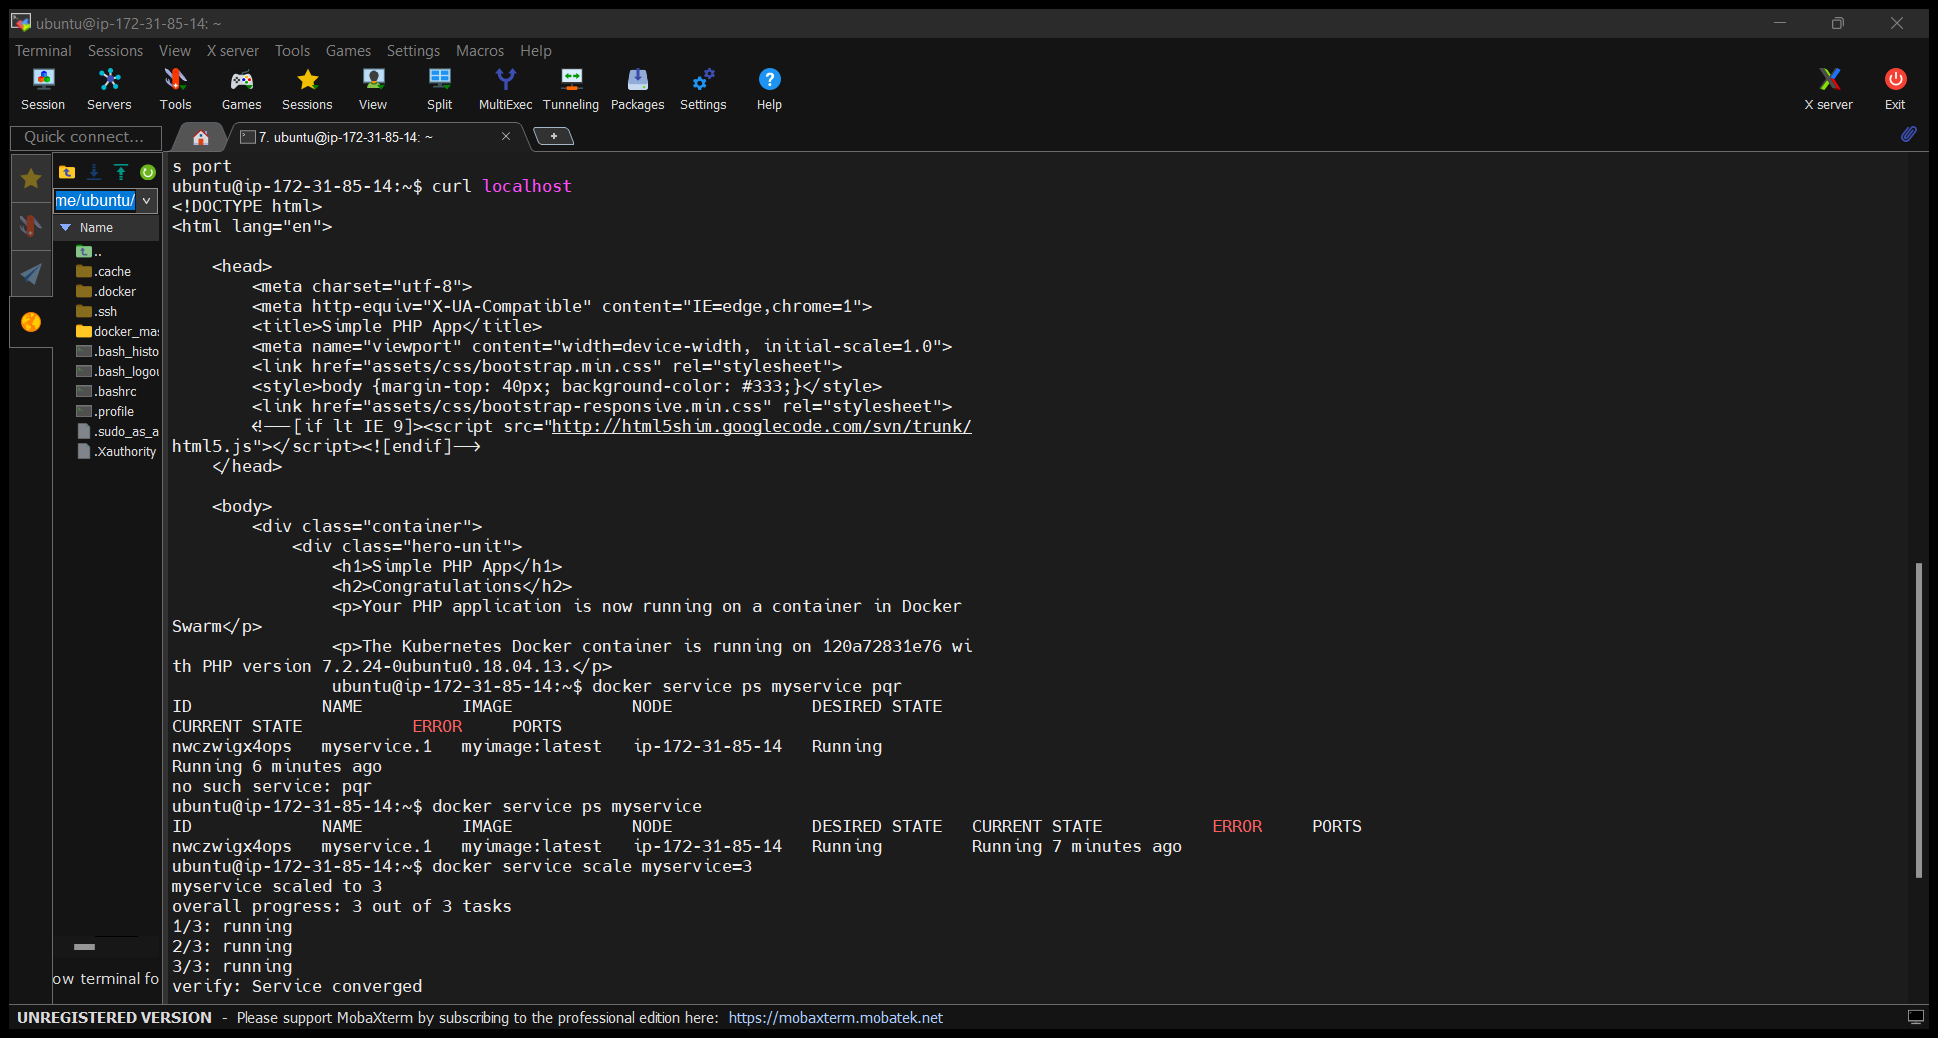 ubuntu@ip-172-31-85-14: ~
Terminal Sessions View X server Tools Games Settings Macros Help
Session Servers Tools Games Sessions View Split MultiExec Tunneling Packages Settings Help X server Exit
Quick connect... 7. ubuntu@ip-172-31-85-14: ~
me/ubuntu/
Name
..
.cache
.docker
.ssh
docker_mas
.bash_histo
.bash_logou
.bashrc
.profile
.sudo_as_a
.Xauthority
ow terminal fo
s port
ubuntu@ip-172-31-85-14:~$ curl localhost
<!DOCTYPE html>
<html lang="en">
<head>
<meta charset="utf-8">
<meta http-equiv="X-UA-Compatible" content="IE=edge,chrome=1">
<title>Simple PHP App</title>
<meta name="viewport" content="width=device-width, initial-scale=1.0">
<link href="assets/css/bootstrap.min.css" rel="stylesheet">
<style>body {margin-top: 40px; background-color: #333;}</style>
<link href="assets/css/bootstrap-responsive.min.css" rel="stylesheet">
<!--[if lt IE 9]><script src="http://html5shim.googlecode.com/svn/trunk/
html5.js"></script><![endif]-->
</head>
<body>
<div class="container">
<div class="hero-unit">
<h1>Simple PHP App</h1>
<h2>Congratulations</h2>
<p>Your PHP application is now running on a container in Docker
Swarm</p>
<p>The Kubernetes Docker container is running on 120a72831e76 wi
th PHP version 7.2.24-0ubuntu0.18.04.13.</p>
ubuntu@ip-172-31-85-14:~$ docker service ps myservice pqr
ID NAME IMAGE NODE DESIRED STATE
CURRENT STATE ERROR PORTS
nwczwigx4ops myservice.1 myimage:latest ip-172-31-85-14 Running
Running 6 minutes ago
no such service: pqr
ubuntu@ip-172-31-85-14:~$ docker service ps myservice
ID NAME IMAGE NODE DESIRED STATE CURRENT STATE ERROR PORTS
nwczwigx4ops myservice.1 myimage:latest ip-172-31-85-14 Running Running 7 minutes ago
ubuntu@ip-172-31-85-14:~$ docker service scale myservice=3
myservice scaled to 3
overall progress: 3 out of 3 tasks
1/3: running
2/3: running
3/3: running
verify: Service converged
UNREGISTERED VERSION - Please support MobaXterm by subscribing to the professional edition here: https://mobaxterm.mobatek.net